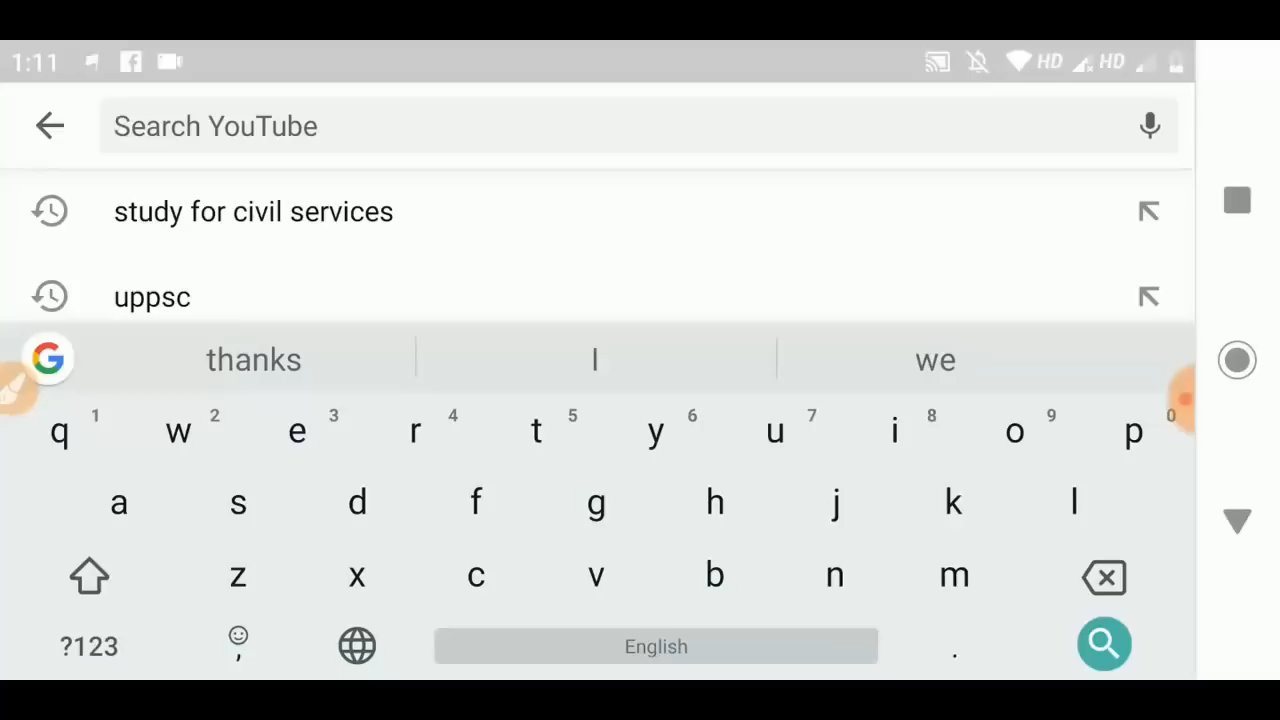 1:11 HD HD
Search YouTube
study for civil services
uppsc
thanks I we
q 1 w 2 e 3 r 4 t 5 y 6 u 7 i 8 o 9 p 0
a s d f g h j k l
z x c v b n m
?123 , English .